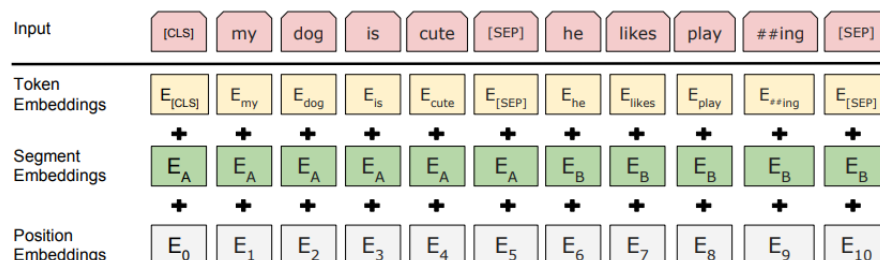 Input [CLS] my dog is cute [SEP] he likes play ##ing [SEP]
Token
Embeddings E[CLS] Emy Edog Eis Ecute E[SEP] Ehe Elikes Eplay E##ing E[SEP]
Segment
Embeddings EA EA EA EA EA EA EB EB EB EB EB
Position
Embeddings E0 E1 E2 E3 E4 E5 E6 E7 E8 E9 E10